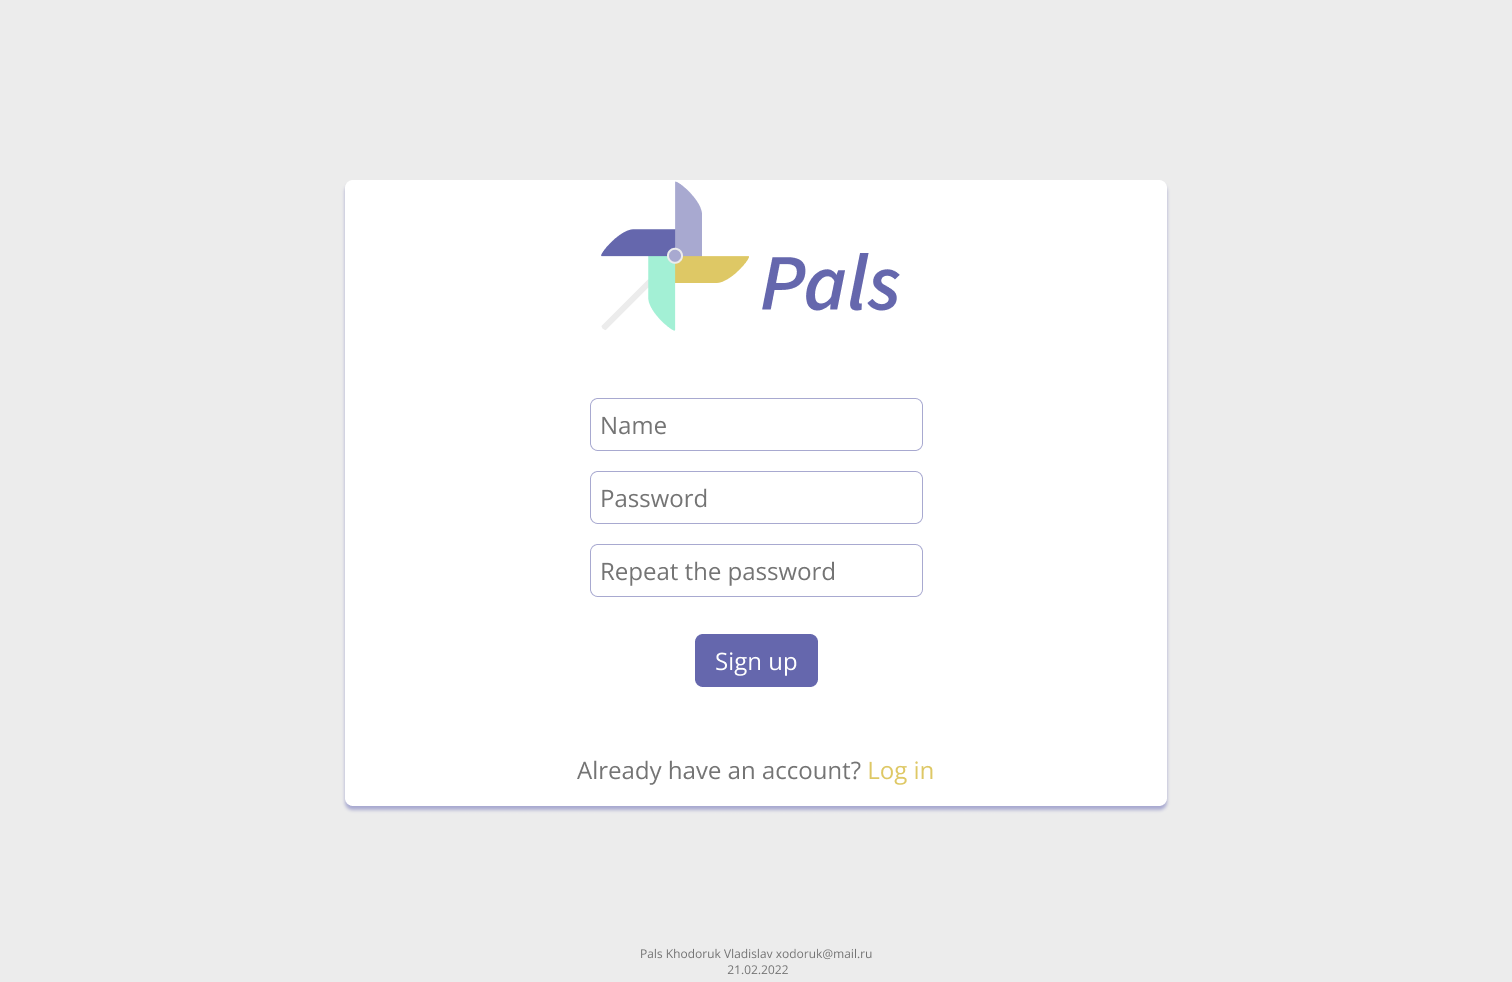 Pals
Name
Password
Repeat the password
Sign up
Already have an account? Log in
Pals Khodoruk Vladislav xodoruk@mail.ru
21.02.2022